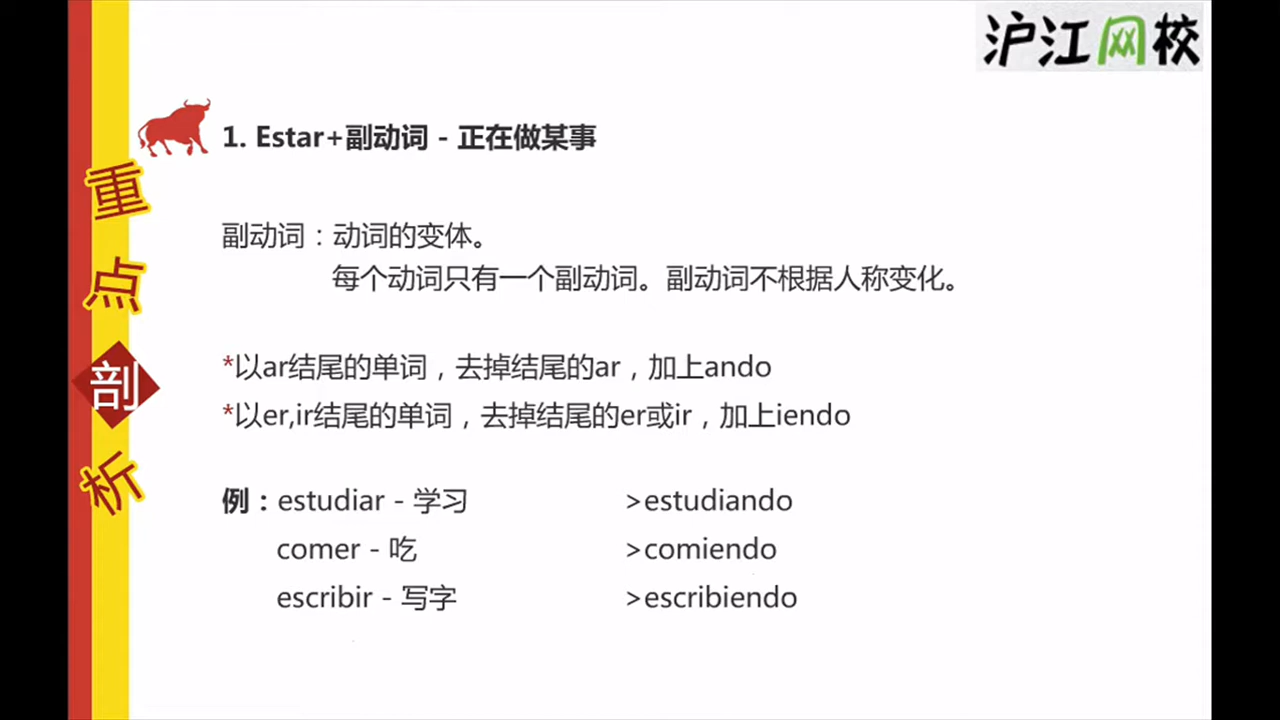 沪江网校
1. Estar+副动词 - 正在做某事
重点剖析
副动词：动词的变体。
每个动词只有一个副动词。副动词不根据人称变化。
*以ar结尾的单词，去掉结尾的ar，加上ando
*以er,ir结尾的单词，去掉结尾的er或ir，加上iendo
例：estudiar - 学习 >estudiando
comer - 吃 >comiendo
escribir - 写字 >escribiendo